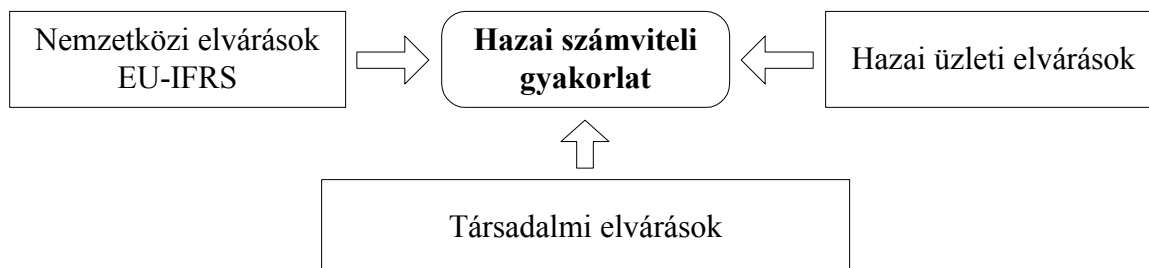 Nemzetközi elvárások
EU-IFRS
Hazai számviteli
gyakorlat
Hazai üzleti elvárások
Társadalmi elvárások